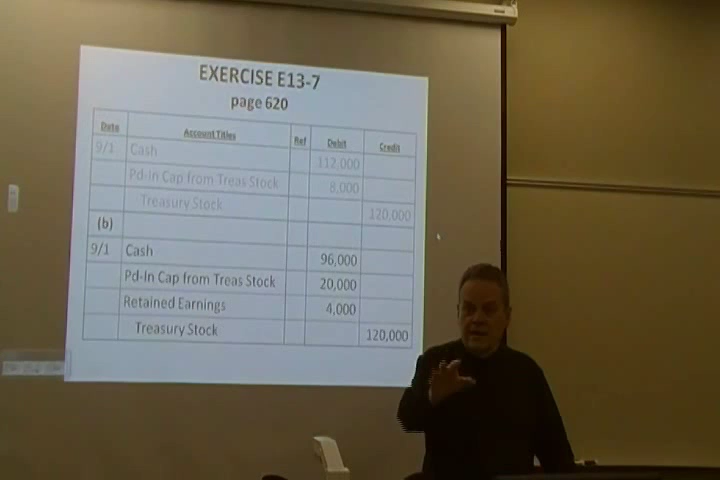 EXERCISE E13-7
page 620
Date Account Titles Ref Debit Credit
9/1 Cash 112,000
Pd-In Cap from Treas Stock 8,000
Treasury Stock 120,000
(b)
9/1 Cash 96,000
Pd-In Cap from Treas Stock 20,000
Retained Earnings 4,000
Treasury Stock 120,000